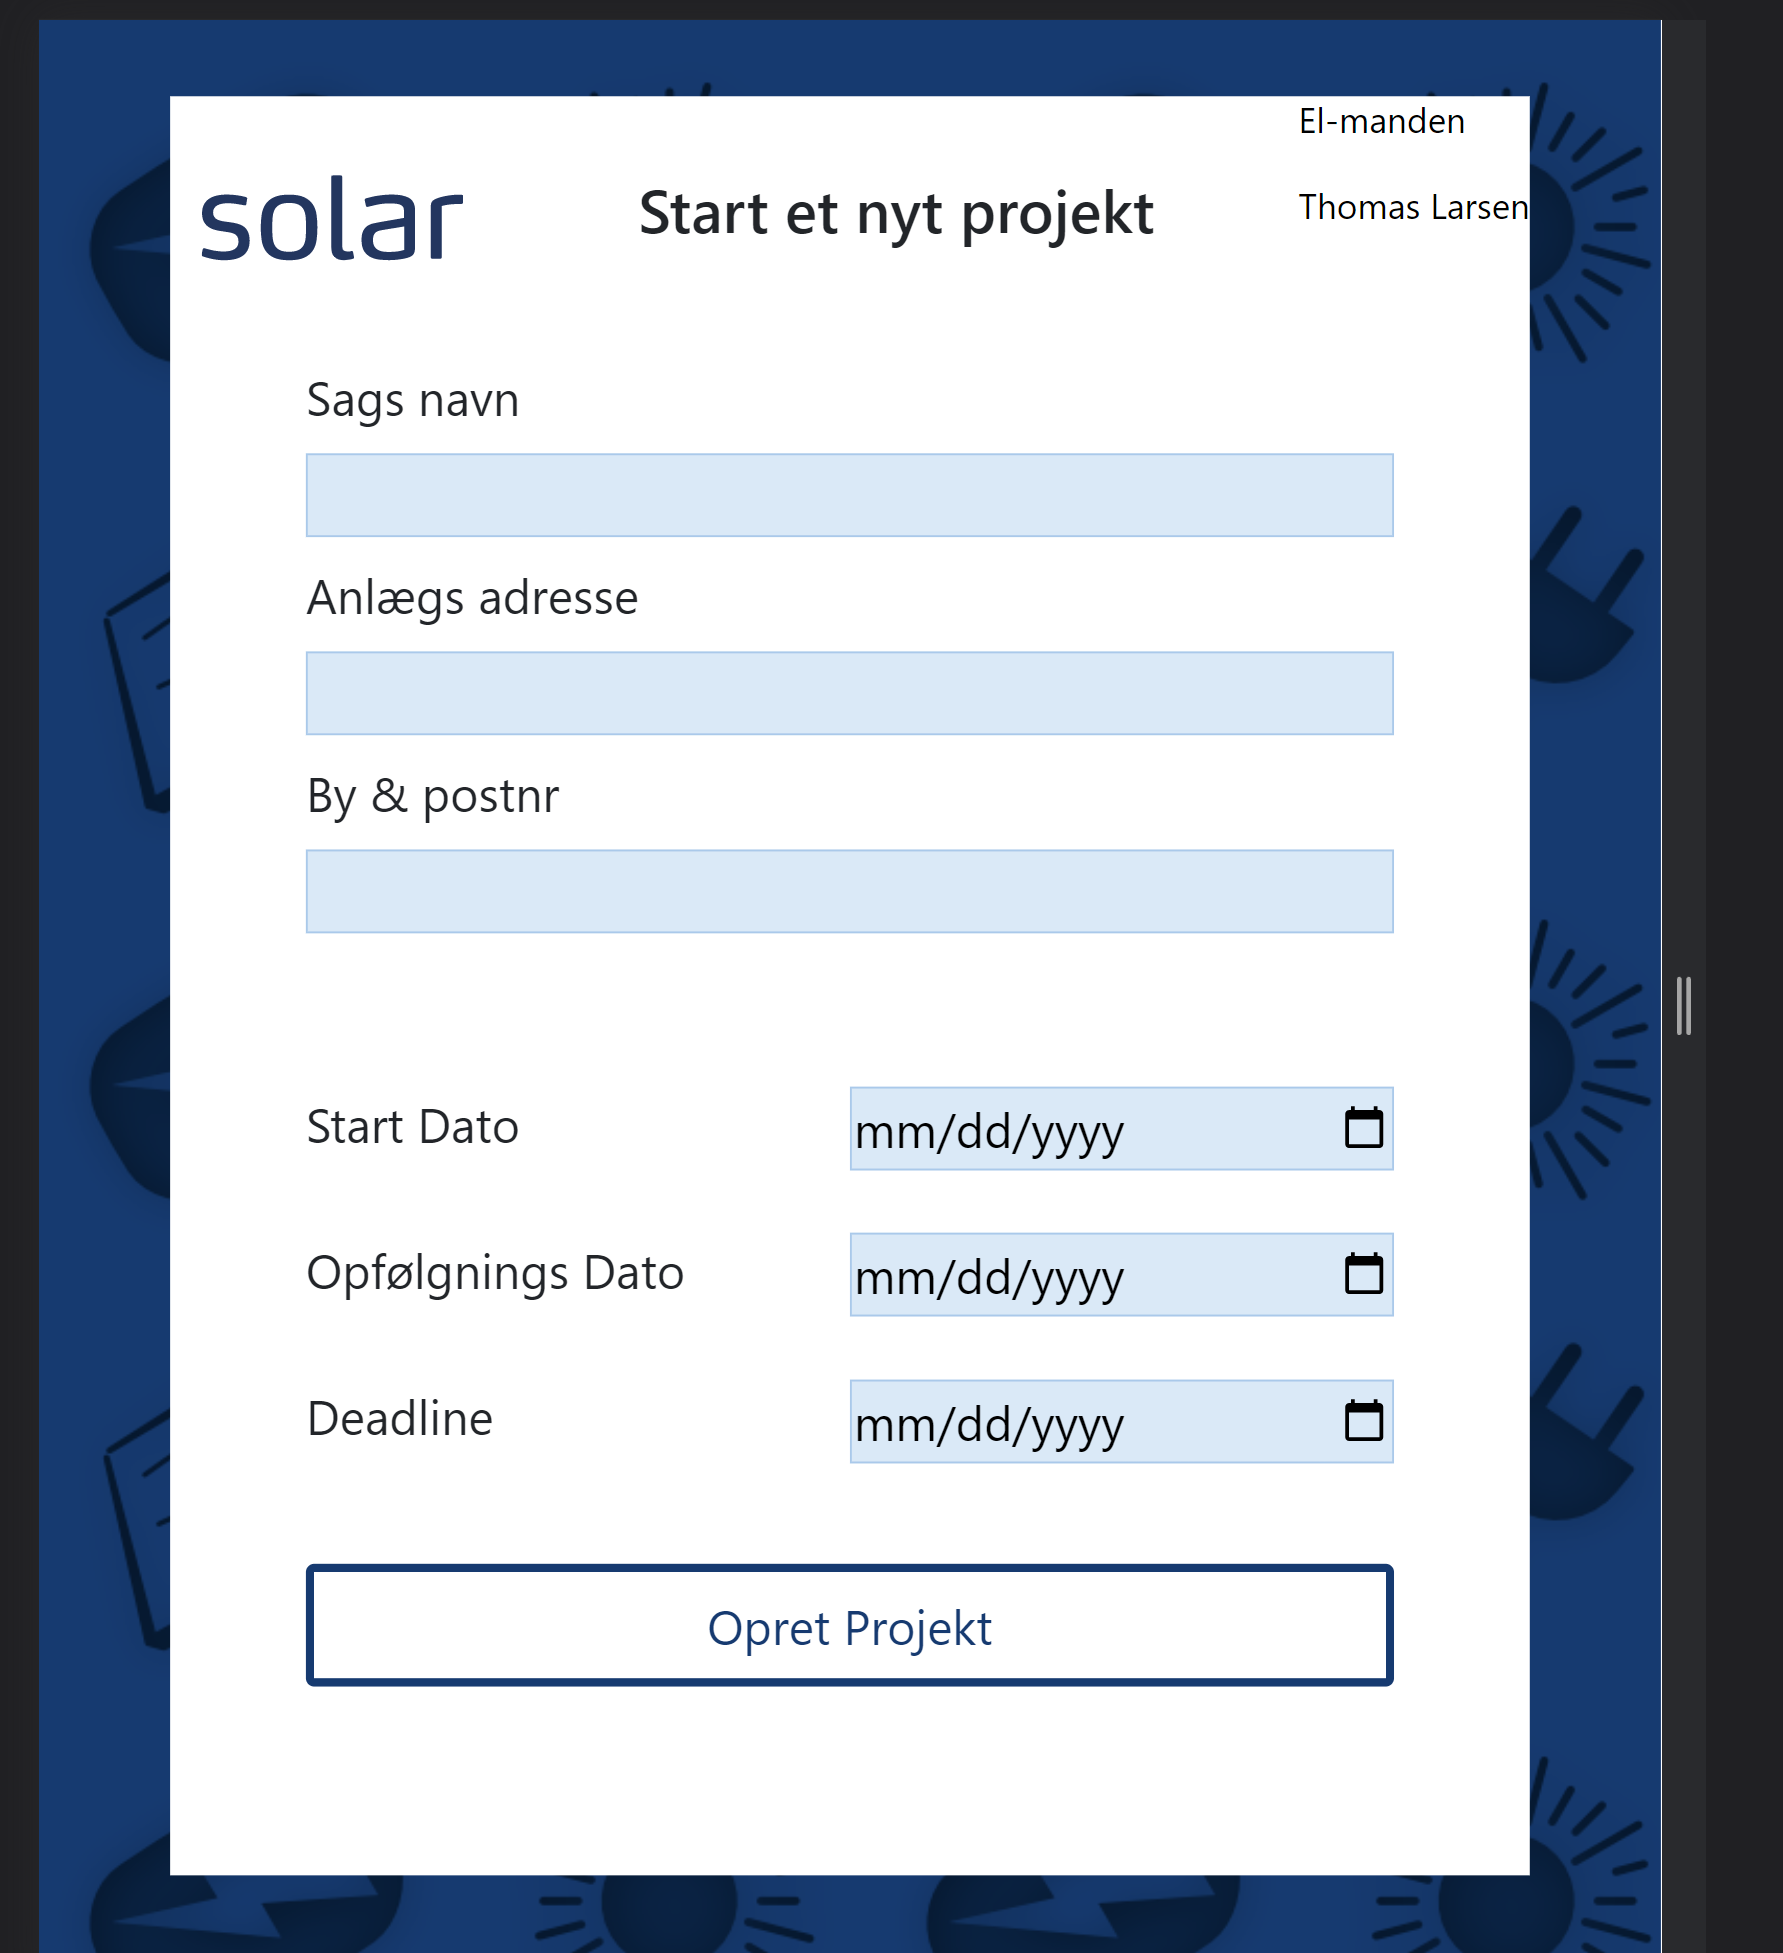 El-manden
solar
Start et nyt projekt
Thomas Larsen
Sags navn
Anlægs adresse
By & postnr
Start Dato
mm/dd/yyyy
Opfølgnings Dato
mm/dd/yyyy
Deadline
mm/dd/yyyy
Opret Projekt